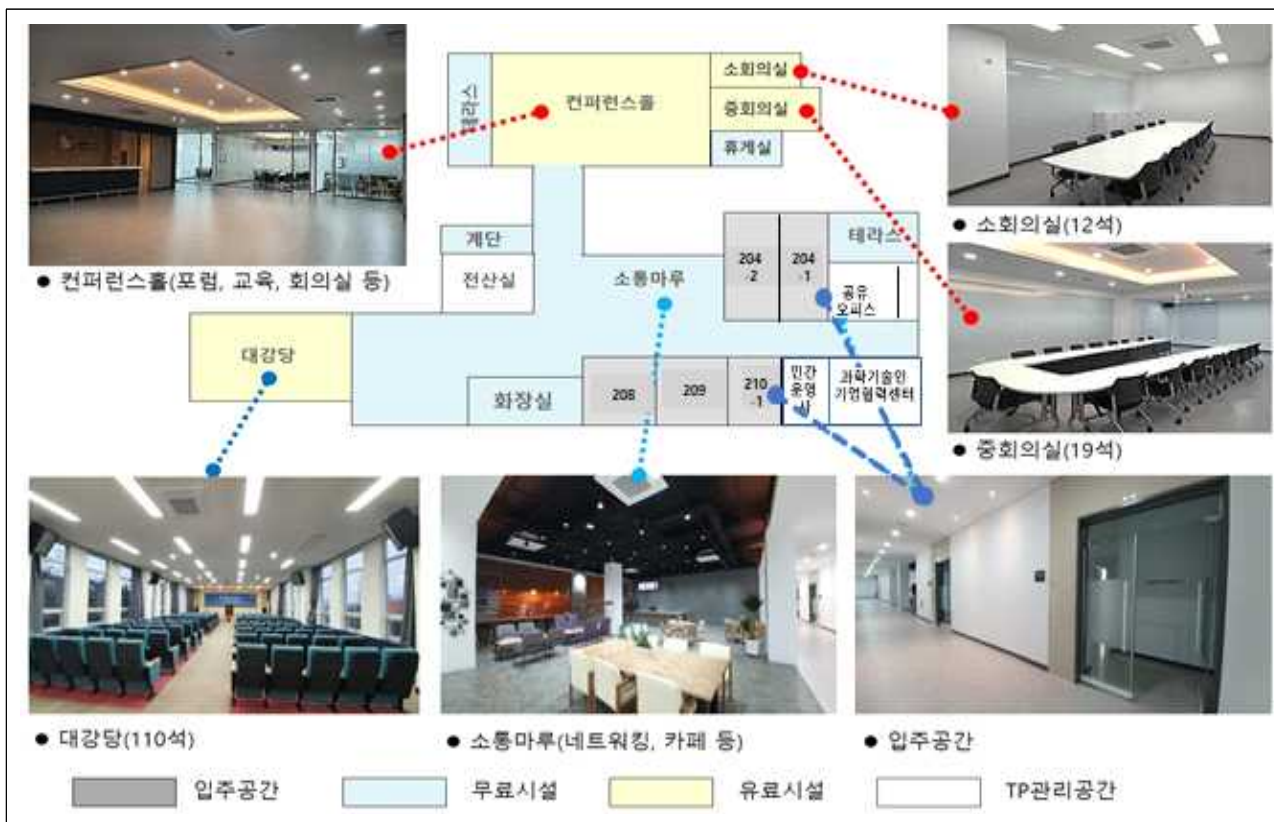 테라스
컨퍼런스홀
소회의실
중회의실
휴게실
● 소회의실(12석)
● 컨퍼런스홀(포럼, 교육, 회의실 등)
계단
전산실
소통마루
204
-2
204
-1
테라스
공유
오피스
대강당
화장실
208
209
210
-1
민간
운영
사
과학기술인
기업협력센터
● 중회의실(19석)
● 대강당(110석)
● 소통마루(네트워킹, 카페 등)
● 입주공간
입주공간
무료시설
유료시설
TP관리공간